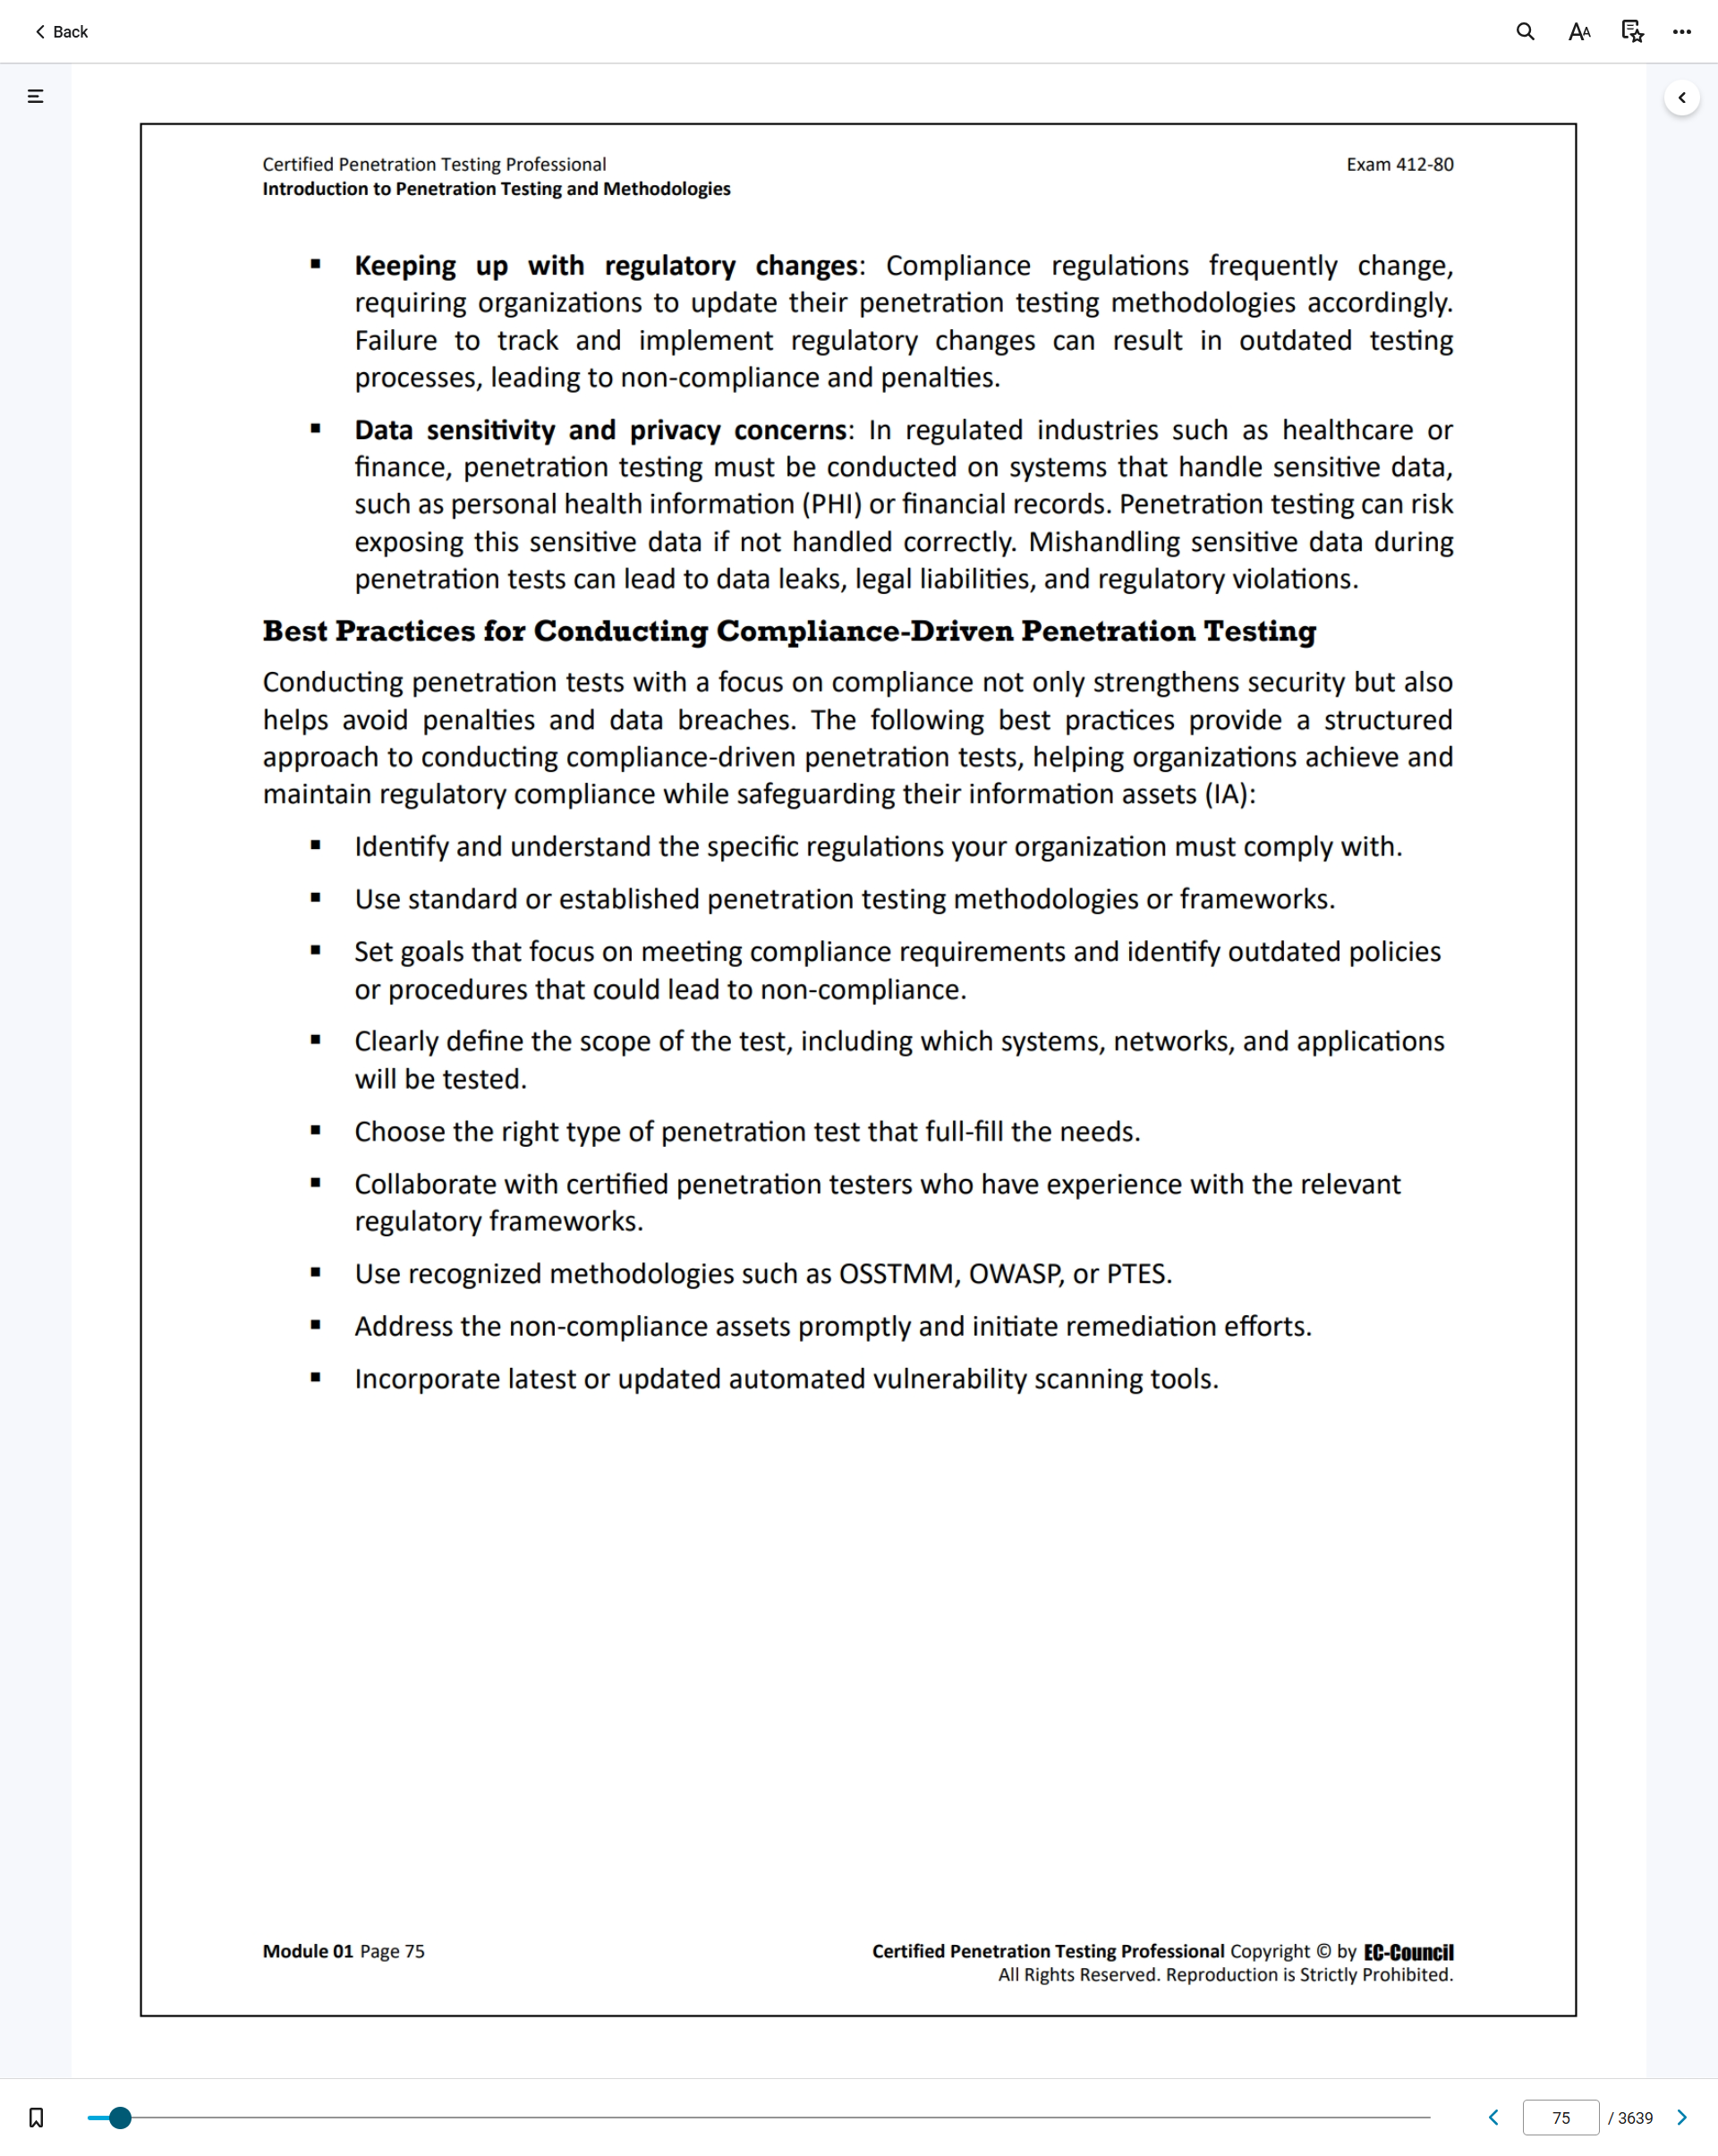 Back
Certified Penetration Testing Professional
Exam 412-80
Introduction to Penetration Testing and Methodologies
▪ Keeping up with regulatory changes: Compliance regulations frequently change,
requiring organizations to update their penetration testing methodologies accordingly.
Failure to track and implement regulatory changes can result in outdated testing
processes, leading to non-compliance and penalties.
▪ Data sensitivity and privacy concerns: In regulated industries such as healthcare or
finance, penetration testing must be conducted on systems that handle sensitive data,
such as personal health information (PHI) or financial records. Penetration testing can risk
exposing this sensitive data if not handled correctly. Mishandling sensitive data during
penetration tests can lead to data leaks, legal liabilities, and regulatory violations.
Best Practices for Conducting Compliance-Driven Penetration Testing
Conducting penetration tests with a focus on compliance not only strengthens security but also
helps avoid penalties and data breaches. The following best practices provide a structured
approach to conducting compliance-driven penetration tests, helping organizations achieve and
maintain regulatory compliance while safeguarding their information assets (IA):
▪ Identify and understand the specific regulations your organization must comply with.
▪ Use standard or established penetration testing methodologies or frameworks.
▪ Set goals that focus on meeting compliance requirements and identify outdated policies
or procedures that could lead to non-compliance.
▪ Clearly define the scope of the test, including which systems, networks, and applications
will be tested.
▪ Choose the right type of penetration test that full-fill the needs.
▪ Collaborate with certified penetration testers who have experience with the relevant
regulatory frameworks.
▪ Use recognized methodologies such as OSSTMM, OWASP, or PTES.
▪ Address the non-compliance assets promptly and initiate remediation efforts.
▪ Incorporate latest or updated automated vulnerability scanning tools.
Module 01 Page 75
Certified Penetration Testing Professional Copyright © by EC-Council
All Rights Reserved. Reproduction is Strictly Prohibited.
75 / 3639